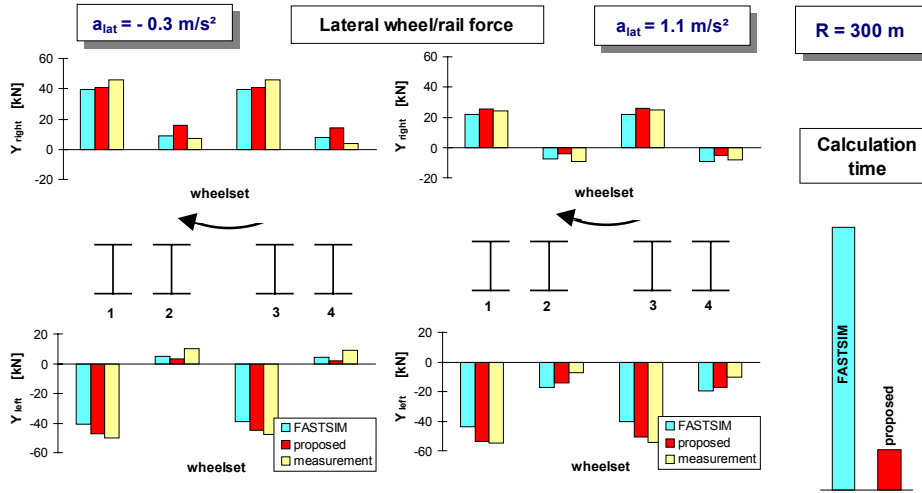 a lat = - 0.3 m/s²
Lateral wheel/rail force
a lat = 1.1 m/s²
R = 300 m
Y right [kN]
60
40
20
0
-20
wheelset
Y right [kN]
60
40
20
0
-20
wheelset
Calculation
time
1 2 3 4
1 2 3 4
Y left [kN]
20
0
-20
-40
-60
wheelset
FASTSIM
proposed
measurement
Y left [kN]
20
0
-20
-40
-60
-80
wheelset
FASTSIM
proposed
measurement
FASTSIM
proposed